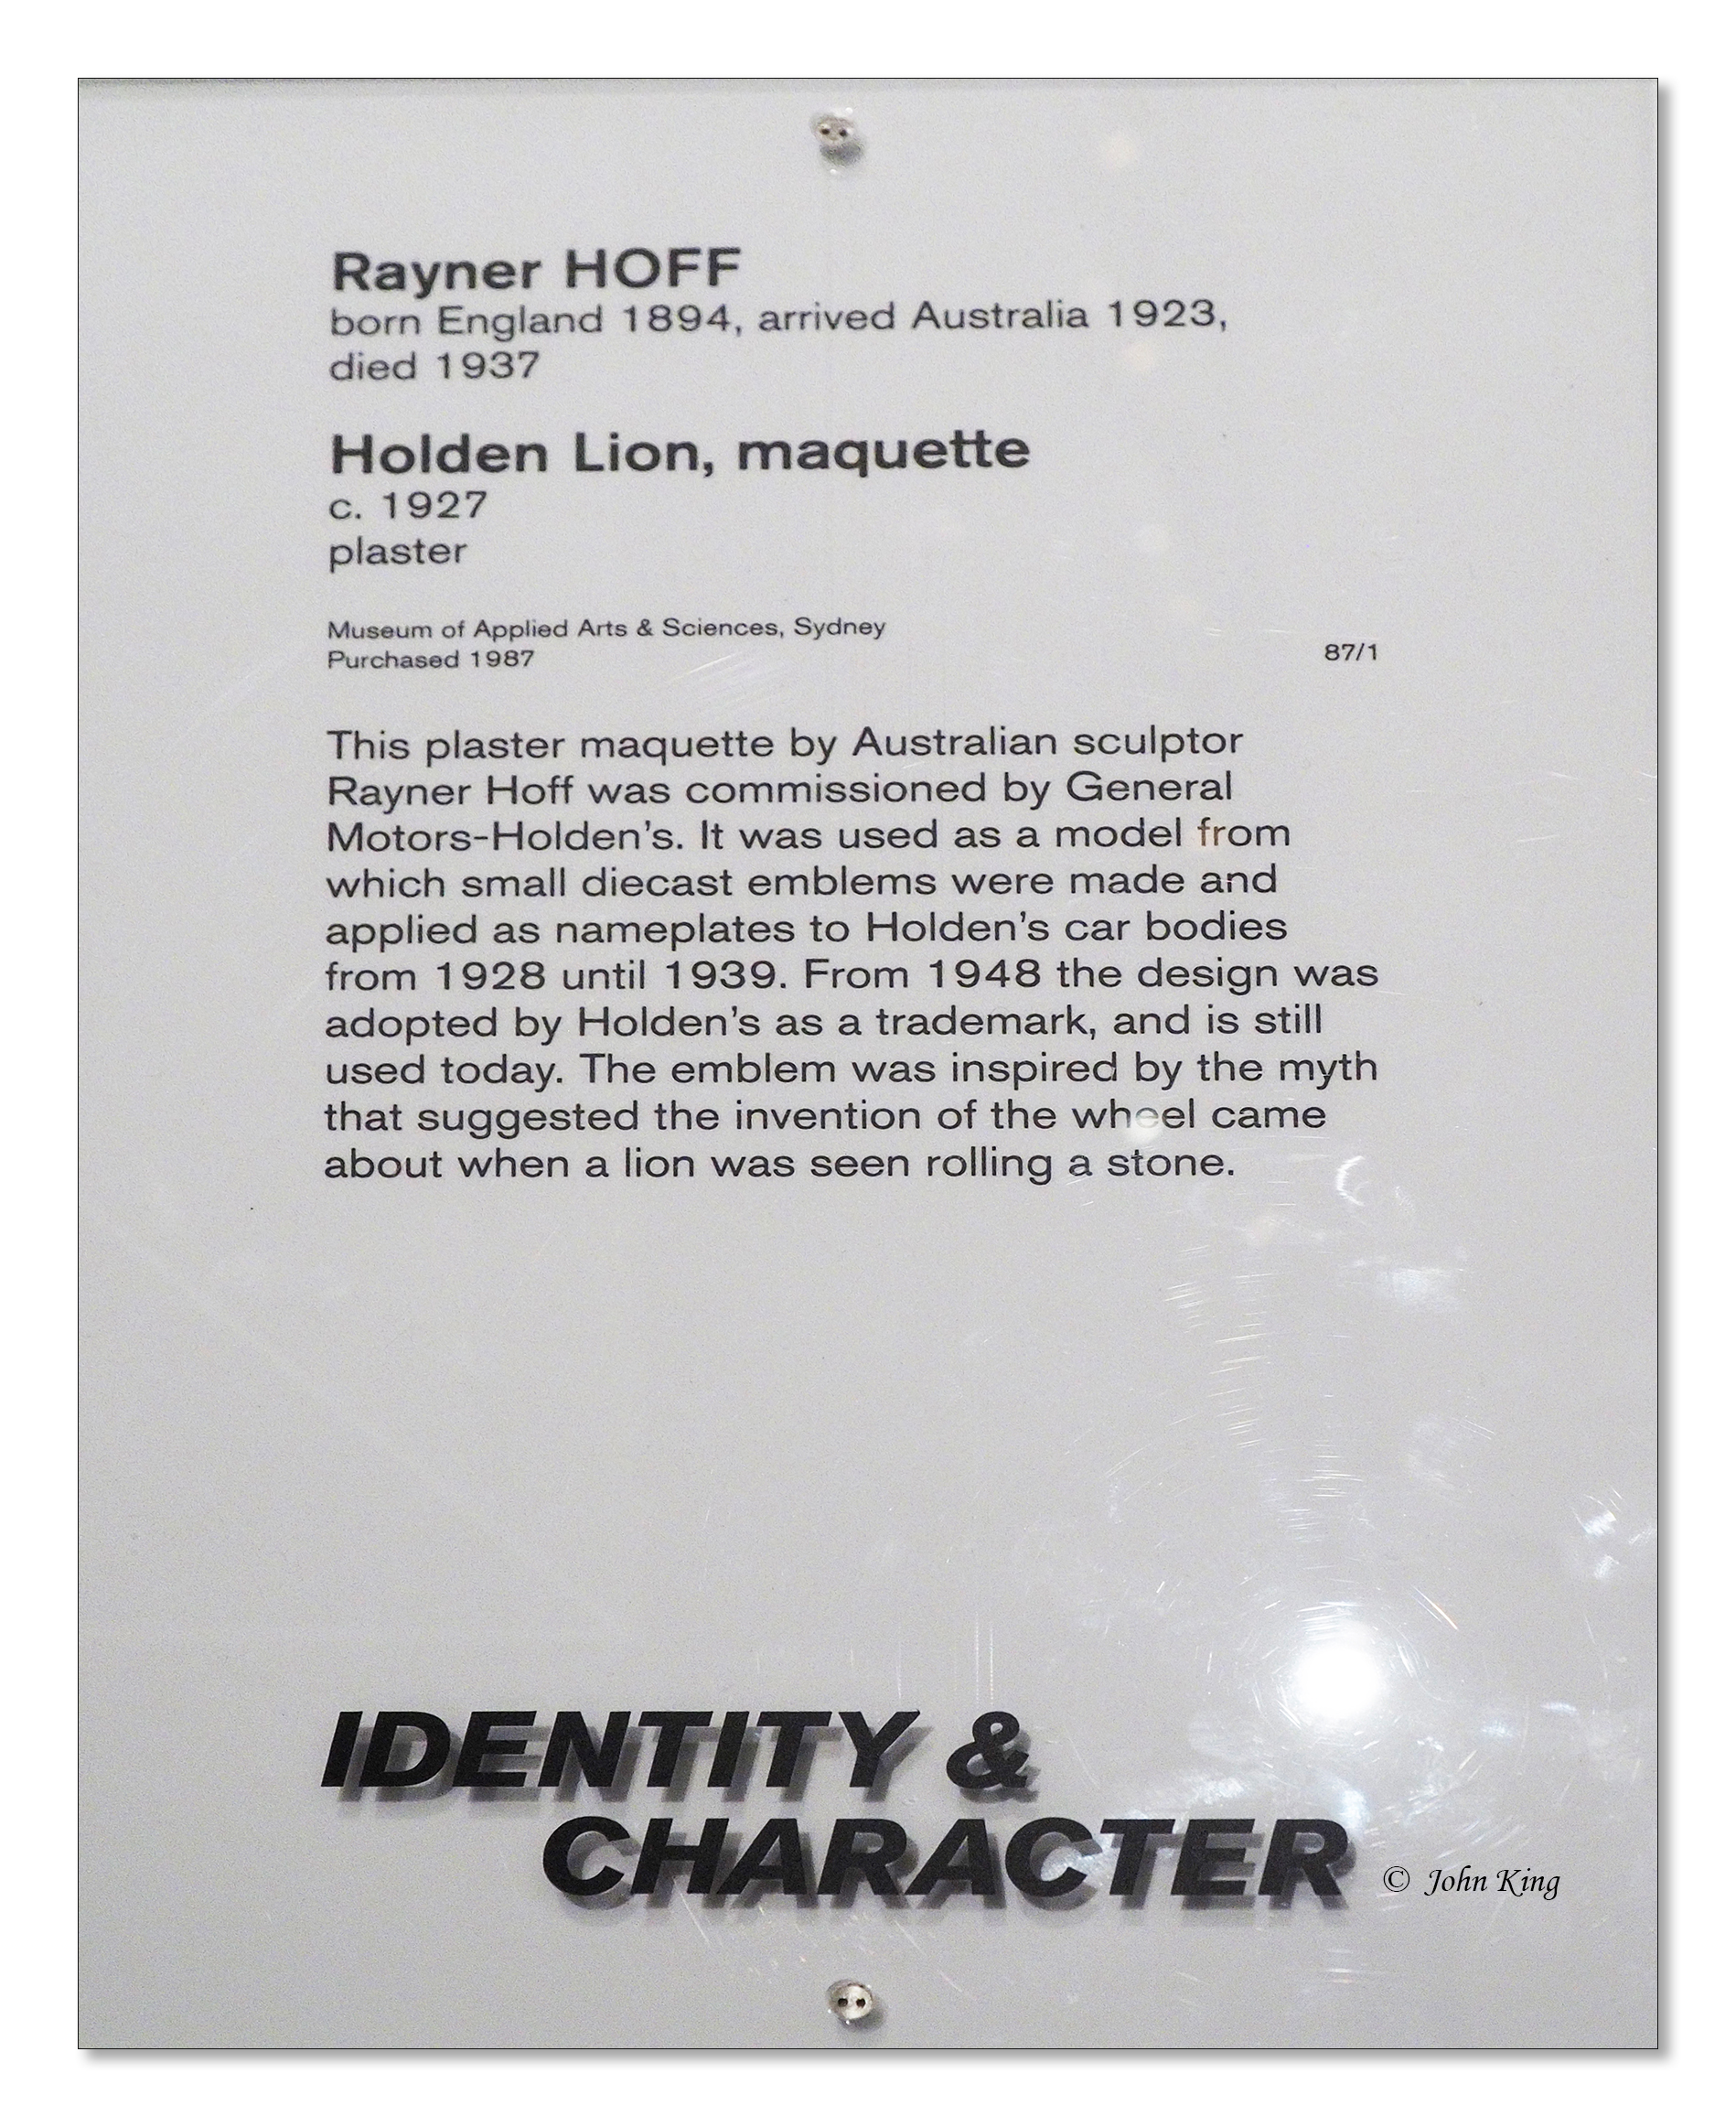 Rayner HOFF
born England 1894, arrived Australia 1923,
died 1937
Holden Lion, maquette
c. 1927
plaster
Museum of Applied Arts & Sciences, Sydney
Purchased 1987
87/1
This plaster maquette by Australian sculptor
Rayner Hoff was commissioned by General
Motors-Holden's. It was used as a model from
which small diecast emblems were made and
applied as nameplates to Holden's car bodies
from 1928 until 1939. From 1948 the design was
adopted by Holden's as a trademark, and is still
used today. The emblem was inspired by the myth
that suggested the invention of the wheel came
about when a lion was seen rolling a stone.
IDENTITY &
CHARACTER
© John King